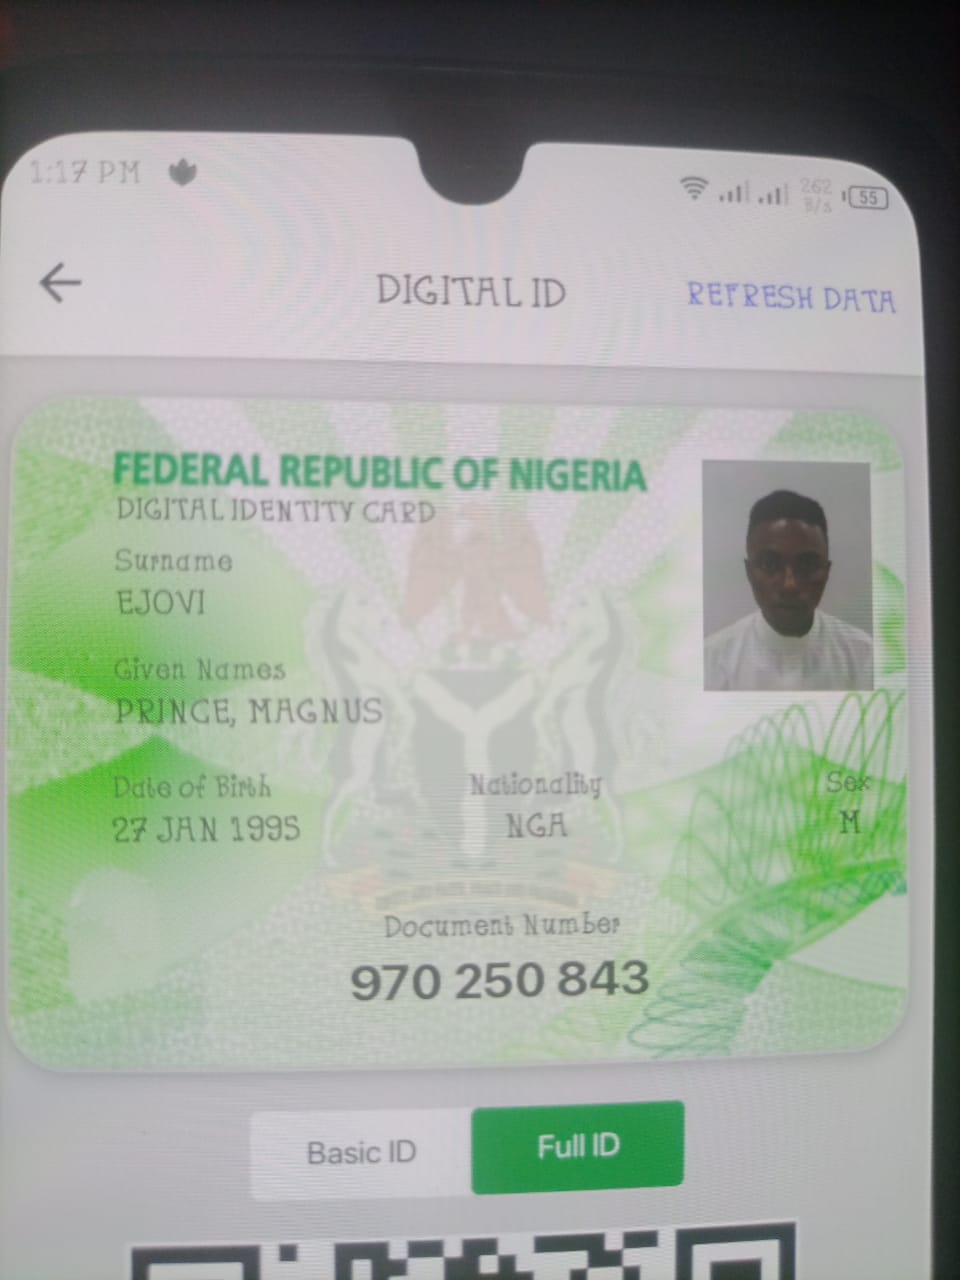 1:17 PM
262
B/s
55
DIGITAL ID
REFRESH DATA
FEDERAL REPUBLIC OF NIGERIA
DIGITAL IDENTITY CARD
Surname
EJOVI
Given Names
PRINCE, MAGNUS
Date of Birth
27 JAN 1995
Nationality
NGA
Sex
M
Document Number
970 250 843
Basic ID
Full ID